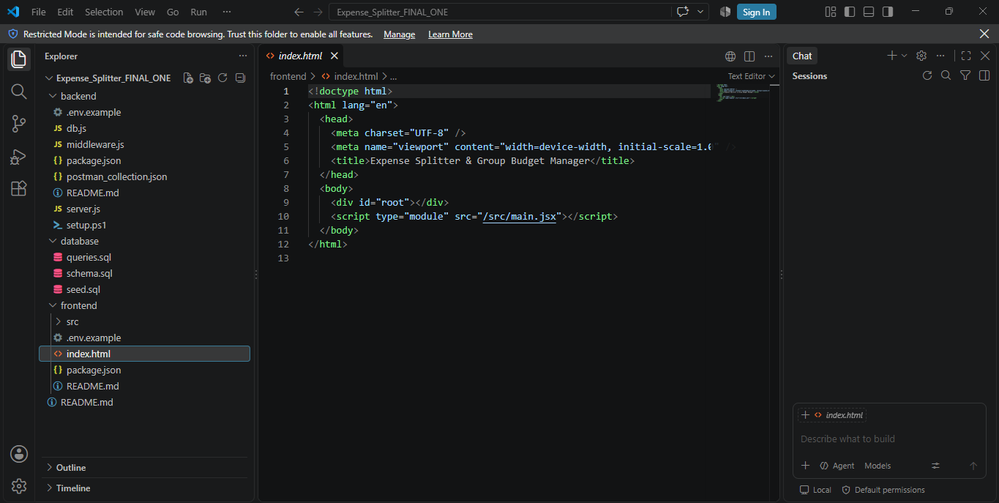 File Edit Selection View Go Run ···
Expense_Splitter_FINAL_ONE
Sign In
Restricted Mode is intended for safe code browsing. Trust this folder to enable all features. Manage Learn More
Explorer
Expense_Splitter_FINAL_ONE
backend
.env.example
JS db.js
JS middleware.js
{} package.json
{} postman_collection.json
README.md
JS server.js
setup.ps1
database
queries.sql
schema.sql
seed.sql
frontend
src
.env.example
<> index.html
{} package.json
README.md
README.md
Outline
Timeline
<> index.html
frontend > <> index.html > ...
Text Editor
1 <!doctype html>
2 <html lang="en">
3 <head>
4 <meta charset="UTF-8" />
5 <meta name="viewport" content="width=device-width, initial-scale=1.0" />
6 <title>Expense Splitter & Group Budget Manager</title>
7 </head>
8 <body>
9 <div id="root"></div>
10 <script type="module" src="/src/main.jsx"></script>
11 </body>
12 </html>
13
Chat
Sessions
+ <> index.html
Describe what to build
+ Agent Models
Local Default permissions